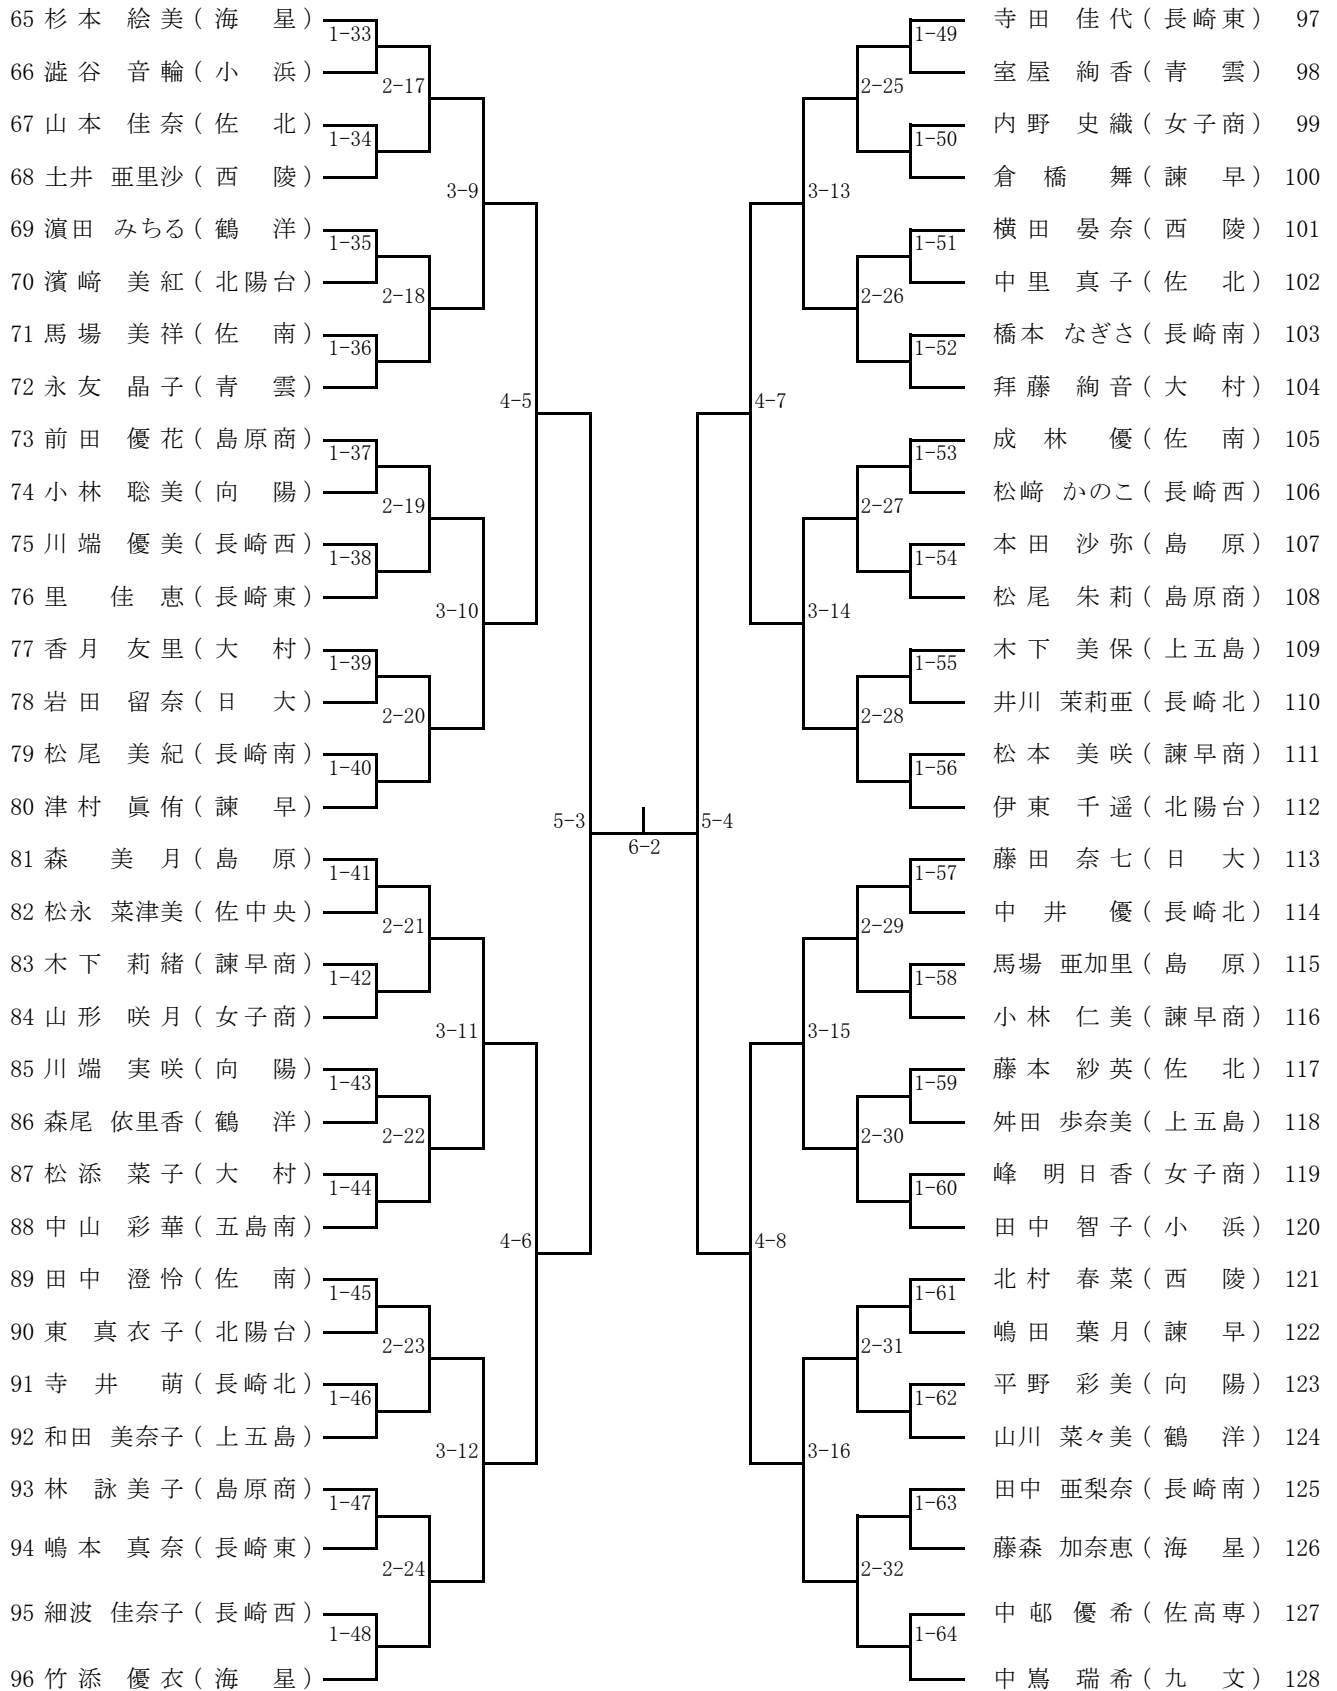 65 杉本 絵美 ( 海 星 )
1-33
66 澁谷 音輪 ( 小 浜 )
2-17
67 山本 佳奈 ( 佐 北 )
1-34
68 土井 亜里沙 ( 西 陵 )
3-9
69 濵田 みちる ( 鶴 洋 )
1-35
70 濱﨑 美紅 ( 北陽台 )
2-18
71 馬場 美祥 ( 佐 南 )
1-36
72 永友 晶子 ( 青 雲 )
4-5
73 前田 優花 ( 島原商 )
1-37
74 小林 聡美 ( 向 陽 )
2-19
75 川端 優美 ( 長崎西 )
1-38
76 里 佳恵 ( 長崎東 )
3-10
77 香月 友里 ( 大 村 )
1-39
78 岩田 留奈 ( 日 大 )
2-20
79 松尾 美紀 ( 長崎南 )
1-40
80 津村 眞侑 ( 諫 早 )
5-3
81 森 美月 ( 島 原 )
1-41
82 松永 菜津美 ( 佐中央 )
2-21
83 木下 莉緒 ( 諫早商 )
1-42
84 山形 咲月 ( 女子商 )
3-11
85 川端 実咲 ( 向 陽 )
1-43
86 森尾 依里香 ( 鶴 洋 )
2-22
87 松添 菜子 ( 大 村 )
1-44
88 中山 彩華 ( 五島南 )
4-6
89 田中 澄怜 ( 佐 南 )
1-45
90 東 真衣子 ( 北陽台 )
2-23
91 寺井 萌 ( 長崎北 )
1-46
92 和田 美奈子 ( 上五島 )
3-12
93 林 詠美子 ( 島原商 )
1-47
94 嶋本 真奈 ( 長崎東 )
2-24
95 細波 佳奈子 ( 長崎西 )
1-48
96 竹添 優衣 ( 海 星 )
6-2
寺田 佳代 ( 長崎東 ) 97
1-49
室屋 絢香 ( 青 雲 ) 98
2-25
内野 史織 ( 女子商 ) 99
1-50
倉橋 舞 ( 諫 早 ) 100
3-13
横田 晏奈 ( 西 陵 ) 101
1-51
中里 真子 ( 佐 北 ) 102
2-26
橋本 なぎさ ( 長崎南 ) 103
1-52
拜藤 絢音 ( 大 村 ) 104
4-7
成林 優 ( 佐 南 ) 105
1-53
松﨑 かのこ ( 長崎西 ) 106
2-27
本田 沙弥 ( 島 原 ) 107
1-54
松尾 朱莉 ( 島原商 ) 108
3-14
木下 美保 ( 上五島 ) 109
1-55
井川 茉莉亜 ( 長崎北 ) 110
2-28
松本 美咲 ( 諫早商 ) 111
1-56
伊東 千遥 ( 北陽台 ) 112
5-4
藤田 奈七 ( 日 大 ) 113
1-57
中井 優 ( 長崎北 ) 114
2-29
馬場 亜加里 ( 島 原 ) 115
1-58
小林 仁美 ( 諫早商 ) 116
3-15
藤本 紗英 ( 佐 北 ) 117
1-59
舛田 歩奈美 ( 上五島 ) 118
2-30
峰 明日香 ( 女子商 ) 119
1-60
田中 智子 ( 小 浜 ) 120
4-8
北村 春菜 ( 西 陵 ) 121
1-61
嶋田 葉月 ( 諫 早 ) 122
2-31
平野 彩美 ( 向 陽 ) 123
1-62
山川 菜々美 ( 鶴 洋 ) 124
3-16
田中 亜梨奈 ( 長崎南 ) 125
1-63
藤森 加奈恵 ( 海 星 ) 126
2-32
中邨 優希 ( 佐高専 ) 127
1-64
中嶌 瑞希 ( 九 文 ) 128